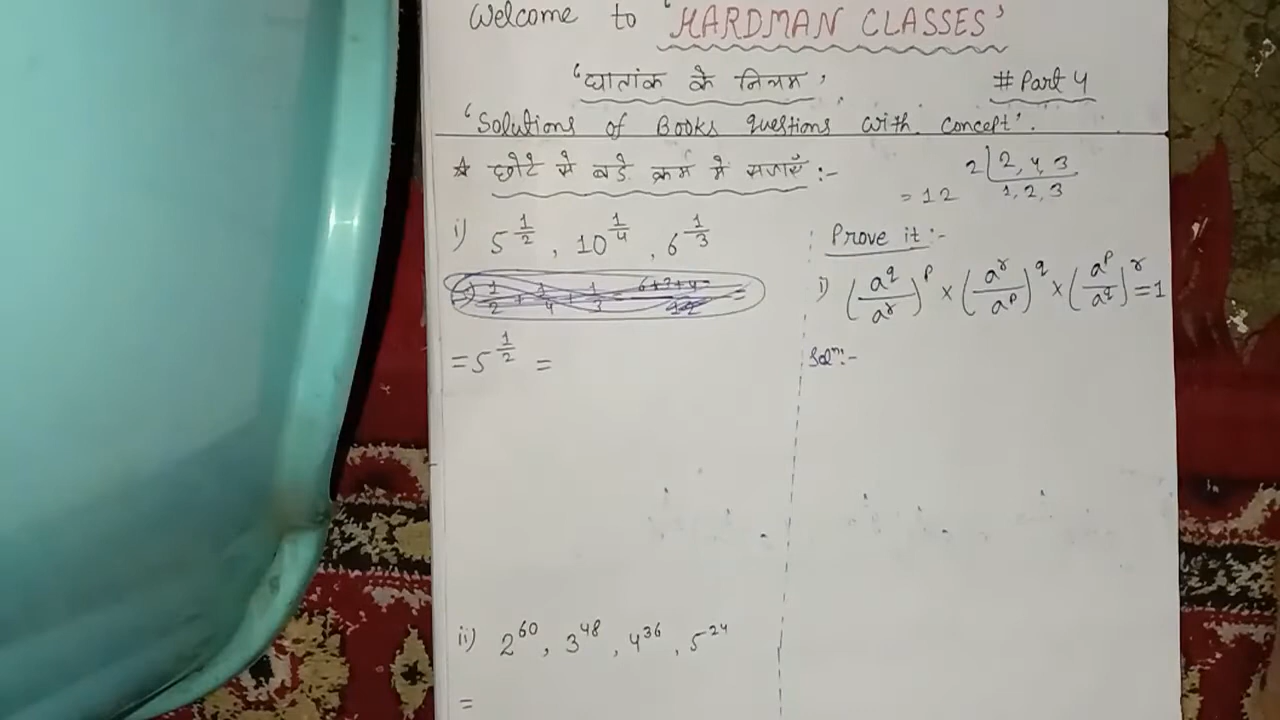 Welcome to 'HARDMAN CLASSES'
'घातांक के नियम' # Part 4
'Solutions of Books questions with concept'.
☆ छोटे से बड़े क्रम में सजाएँ :-
2 | 2, 4, 3
= 12 1, 2, 3
i) 5^{1/2}, 10^{1/4}, 6^{1/3}
= 5^{1/2} =
ii) 2^{60}, 3^{48}, 4^{36}, 5^{24}
=
Prove it :-
i) (a^q/a^r)^p × (a^r/a^p)^q × (a^p/a^q)^r = 1
Solⁿ:-